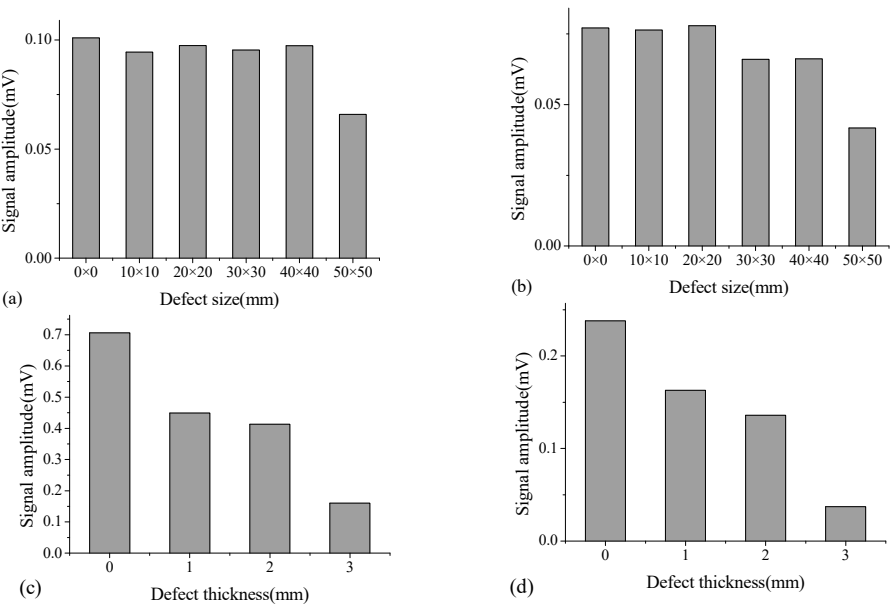 Signal amplitude(mV)
0.10
0.05
0.00
0×0 10×10 20×20 30×30 40×40 50×50
Defect size(mm)
(a)
Signal amplitude(mV)
0.05
0.00
0×0 10×10 20×20 30×30 40×40 50×50
Defect size(mm)
(b)
Signal amplitude(mV)
0.7
0.6
0.5
0.4
0.3
0.2
0.1
0.0
0 1 2 3
Defect thickness(mm)
(c)
Signal amplitude(mV)
0.2
0.1
0.0
0 1 2 3
Defect thickness(mm)
(d)